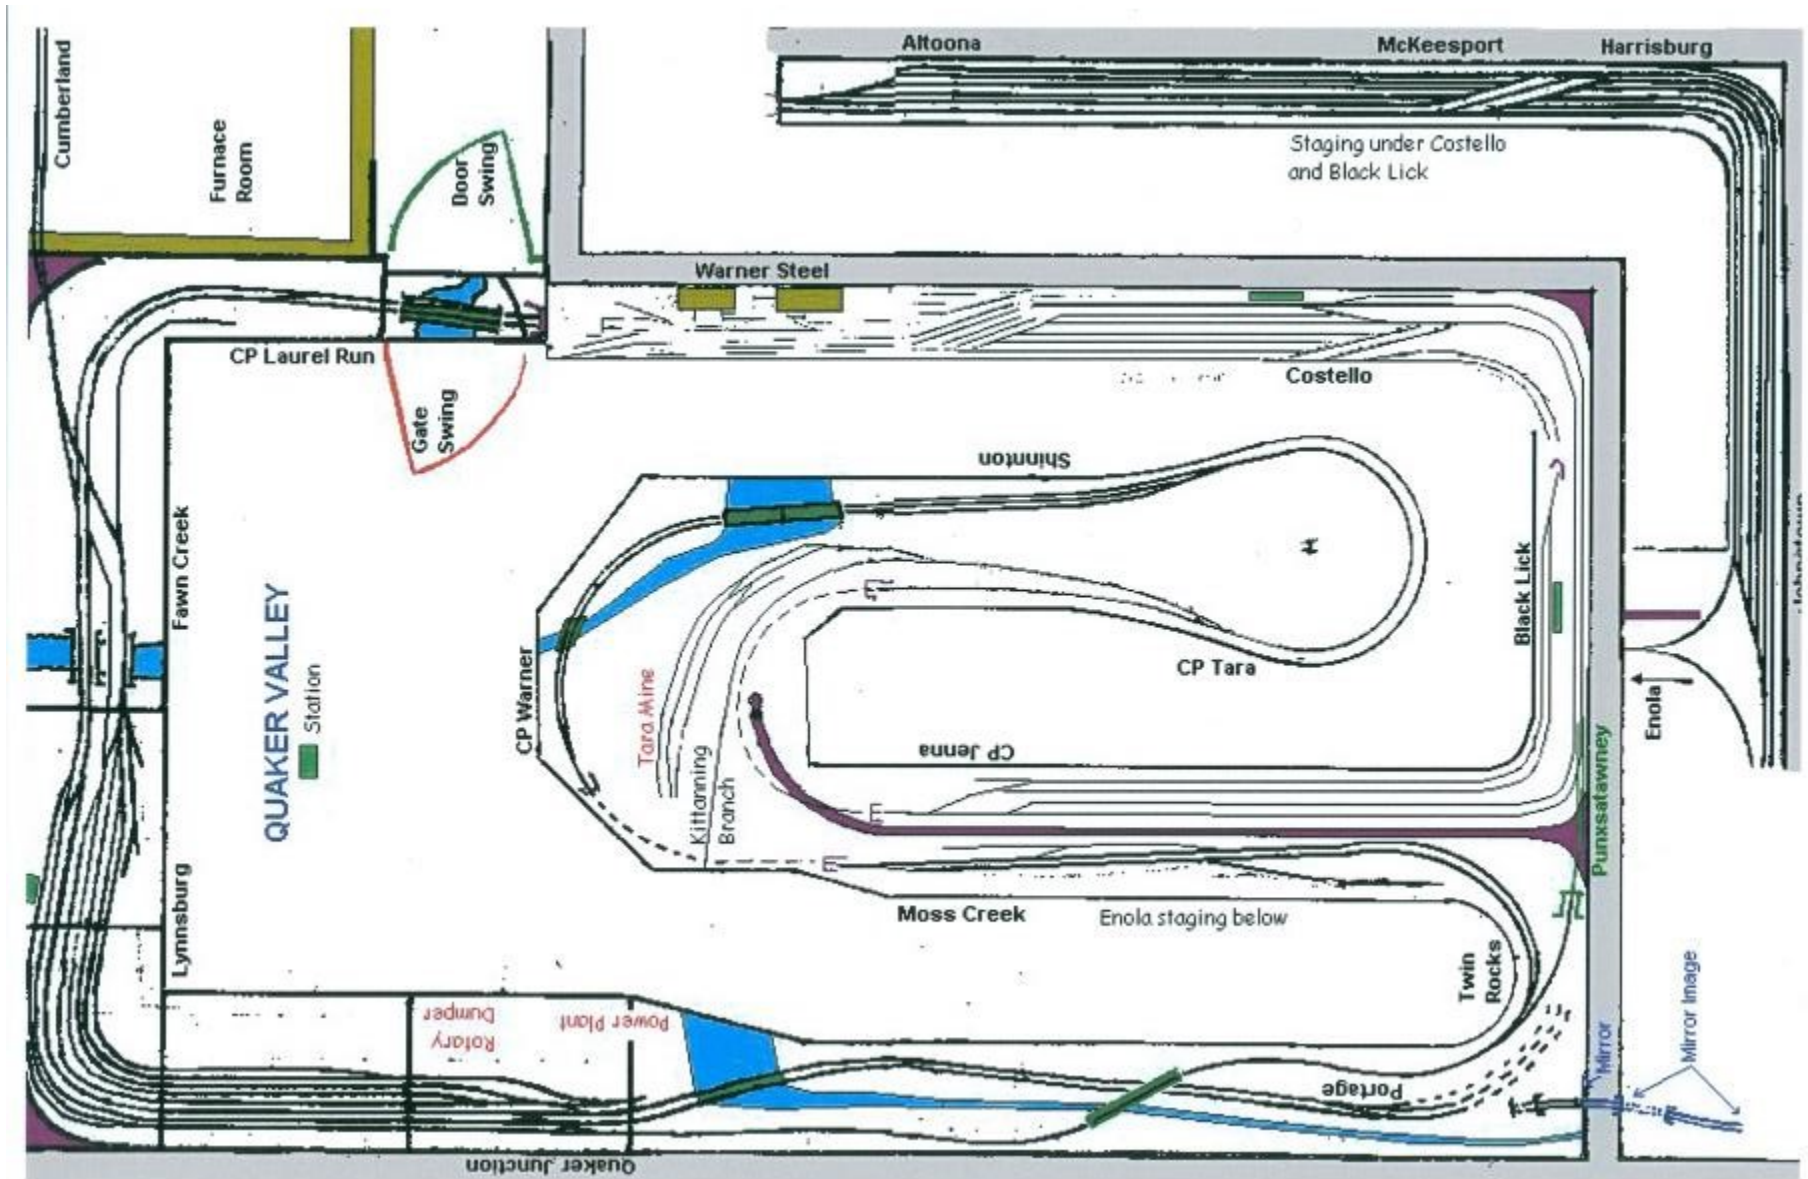 Altoona
McKeesport
Harrisburg
Cumberland
Furnace
Room
Door
Swing
Staging under Costello
and Black Lick
Warner Steel
CP Laurel Run
Costello
Gate
Swing
Shinnton
Fawn Creek
Black Lick
Johnstown
QUAKER VALLEY
Station
CP Warner
Tara Mine
CP Tara
Enola
CP Jenna
Kittanning
Branch
Punxsatawney
Lynnsburg
Moss Creek
Enola staging below
Twin
Rocks
Rotary
Dumper
Power Plant
Portage
Mirror
Mirror Image
Quaker Junction